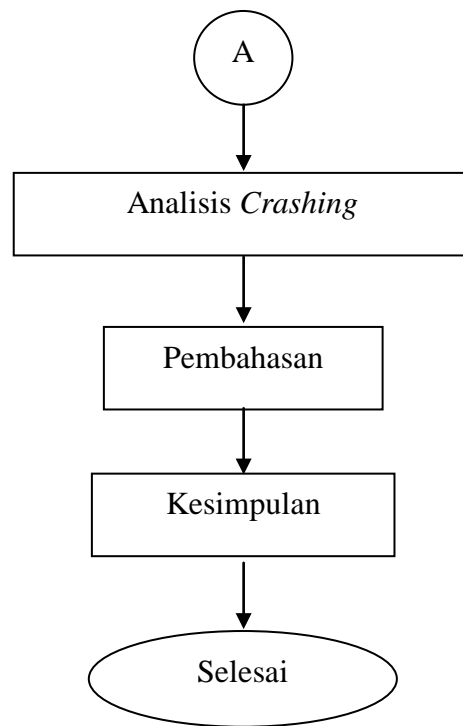 A
Analisis Crashing
Pembahasan
Kesimpulan
Selesai